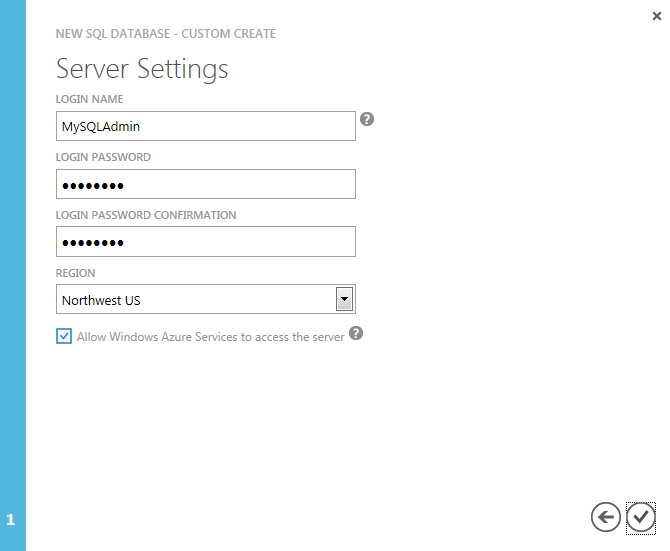 NEW SQL DATABASE - CUSTOM CREATE
Server Settings
LOGIN NAME
MySQLAdmin
LOGIN PASSWORD
●●●●●●●●
LOGIN PASSWORD CONFIRMATION
●●●●●●●●
REGION
Northwest US
Allow Windows Azure Services to access the server
1